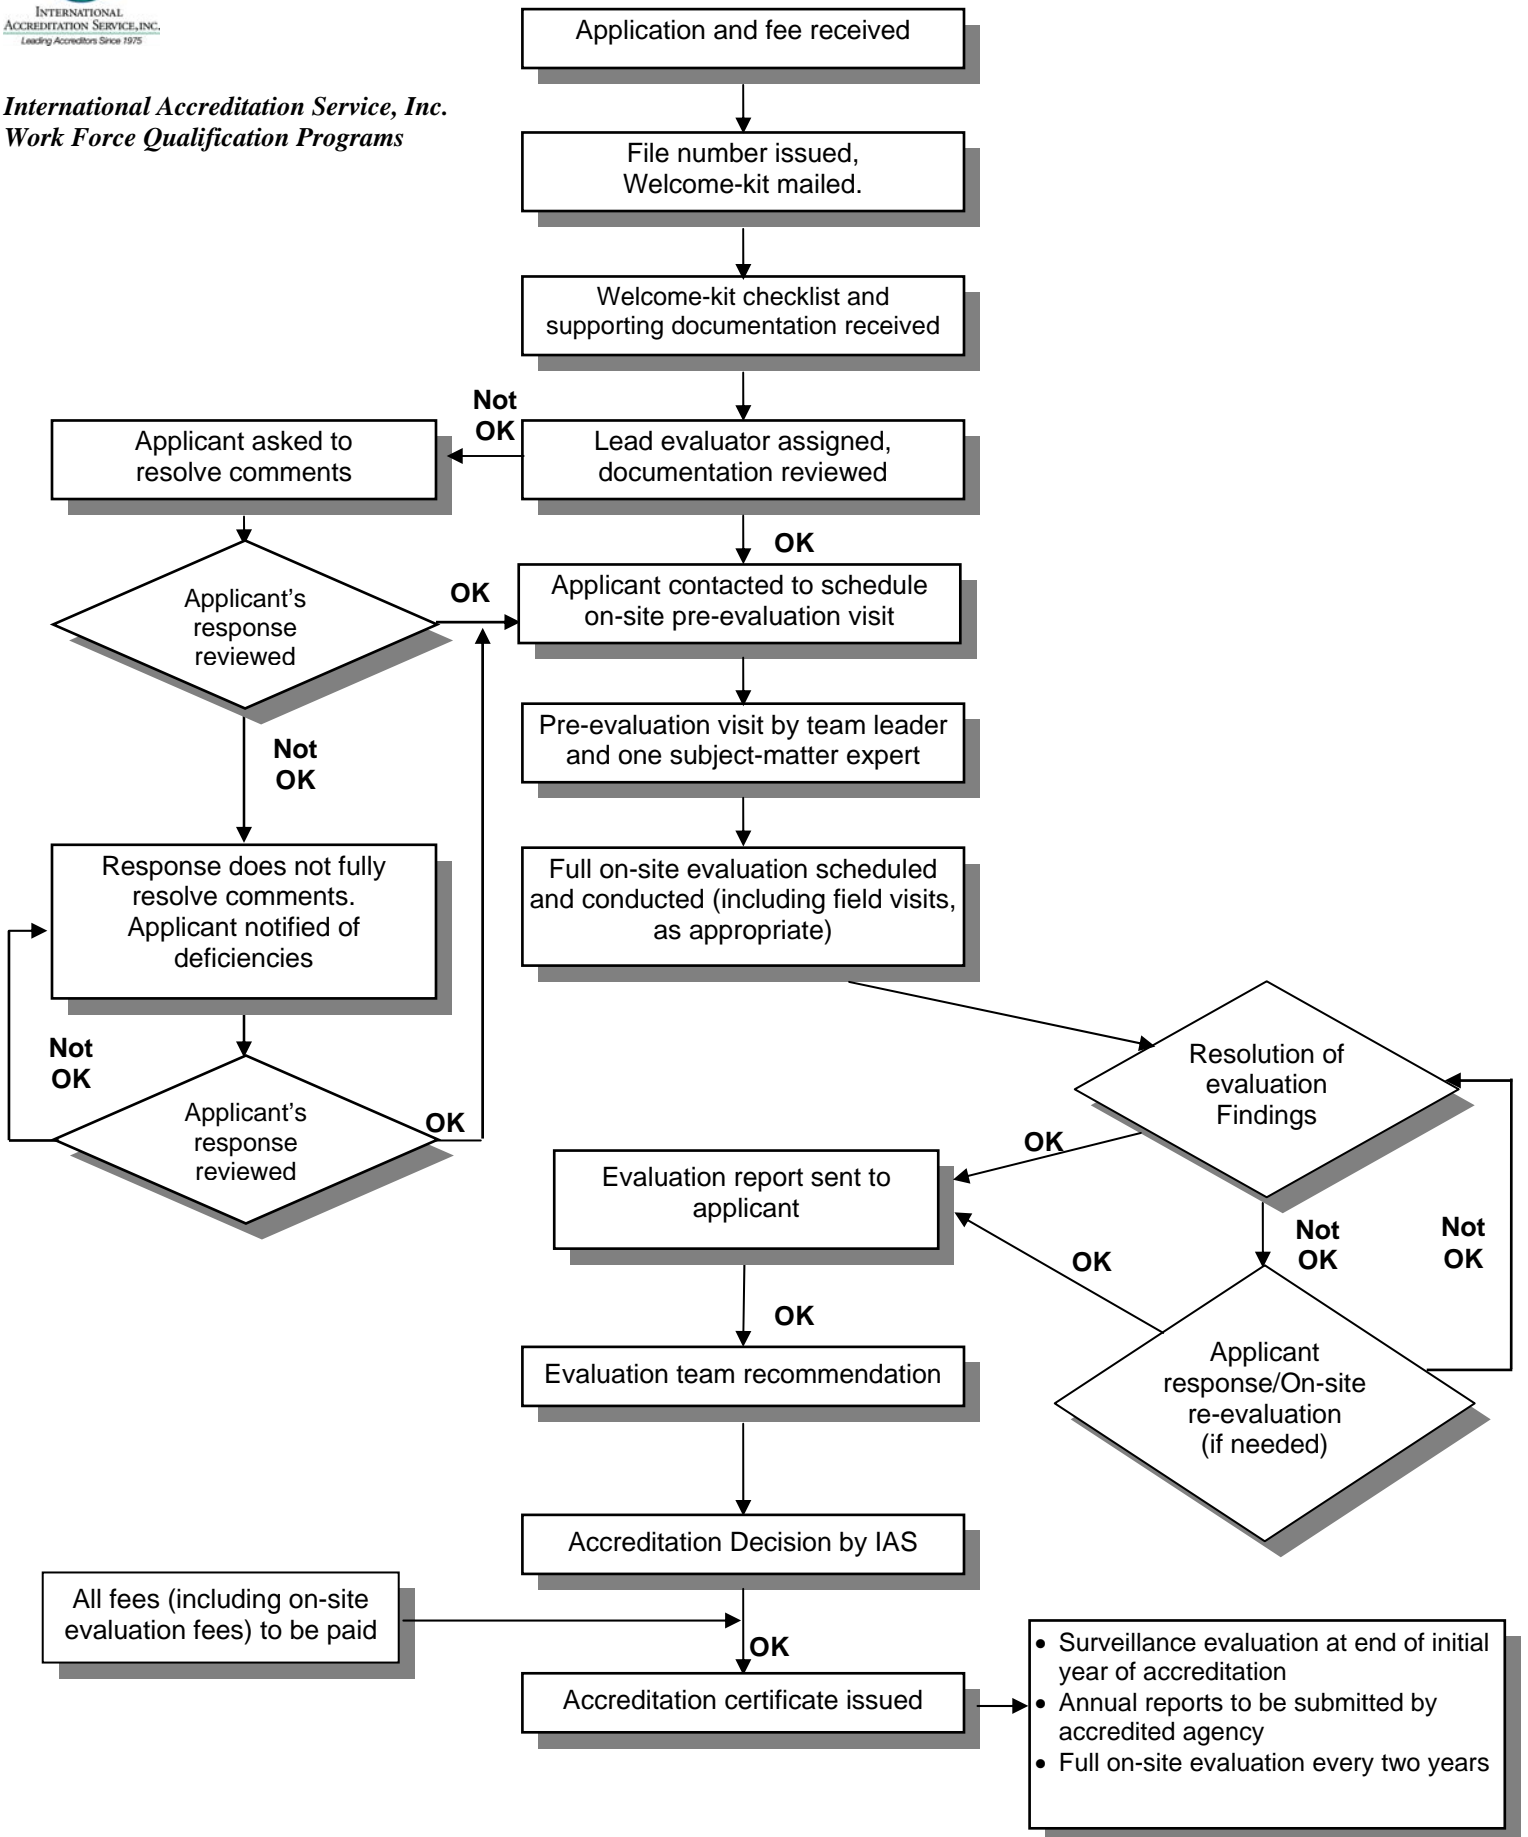 INTERNATIONAL
ACCREDITATION SERVICE, INC.
Leading Accreditors Since 1975
International Accreditation Service, Inc.
Work Force Qualification Programs
Application and fee received
File number issued,
Welcome-kit mailed.
Welcome-kit checklist and
supporting documentation received
Not
OK
Lead evaluator assigned,
documentation reviewed
Applicant asked to
resolve comments
OK
Applicant's
response
reviewed
OK
Applicant contacted to schedule
on-site pre-evaluation visit
Not
OK
Pre-evaluation visit by team leader
and one subject-matter expert
Response does not fully
resolve comments.
Applicant notified of
deficiencies
Full on-site evaluation scheduled
and conducted (including field visits,
as appropriate)
Not
OK
Applicant's
response
reviewed
OK
Resolution of
evaluation
Findings
OK
Evaluation report sent to
applicant
Not
OK
Not
OK
OK
OK
Applicant
response/On-site
re-evaluation
(if needed)
Evaluation team recommendation
Accreditation Decision by IAS
All fees (including on-site
evaluation fees) to be paid
OK
Accreditation certificate issued
• Surveillance evaluation at end of initial
year of accreditation
• Annual reports to be submitted by
accredited agency
• Full on-site evaluation every two years